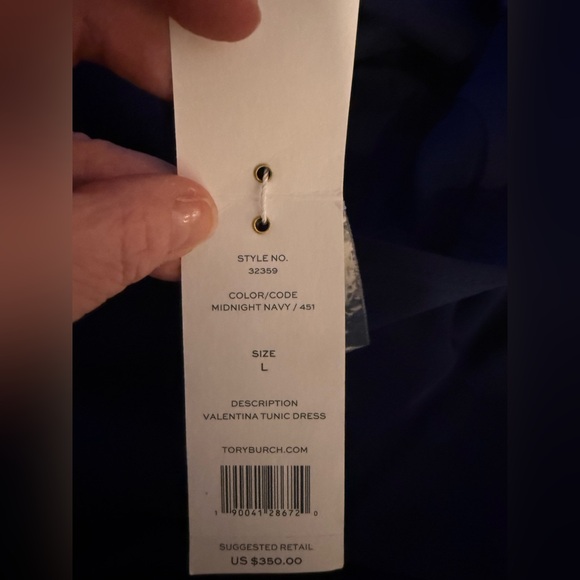 STYLE NO.
32359
COLOR/CODE
MIDNIGHT NAVY / 451
SIZE
L
DESCRIPTION
VALENTINA TUNIC DRESS
TORYBURCH.COM
1 90041 28672 0
SUGGESTED RETAIL
US $350.00